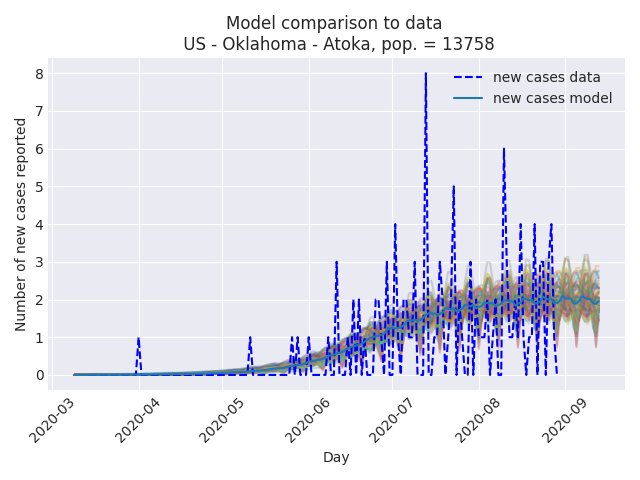 Model comparison to data
US - Oklahoma - Atoka, pop. = 13758
new cases data
new cases model
Number of new cases reported
8
7
6
5
4
3
2
1
0
2020-03
2020-04
2020-05
2020-06
2020-07
2020-08
2020-09
Day